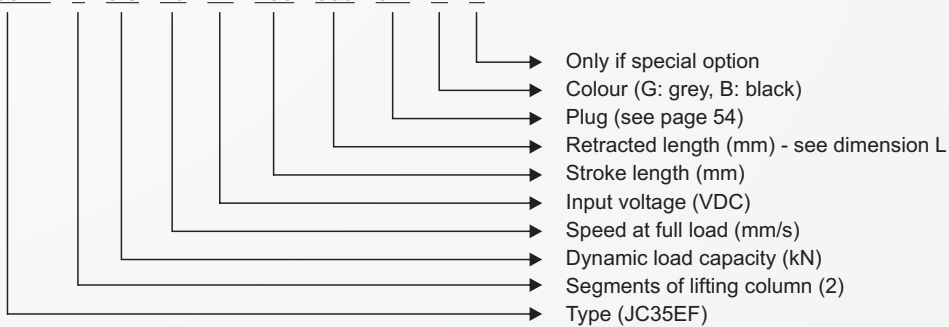 Only if special option
Colour (G: grey, B: black)
Plug (see page 54)
Retracted length (mm) - see dimension L
Stroke length (mm)
Input voltage (VDC)
Speed at full load (mm/s)
Dynamic load capacity (kN)
Segments of lifting column (2)
Type (JC35EF)